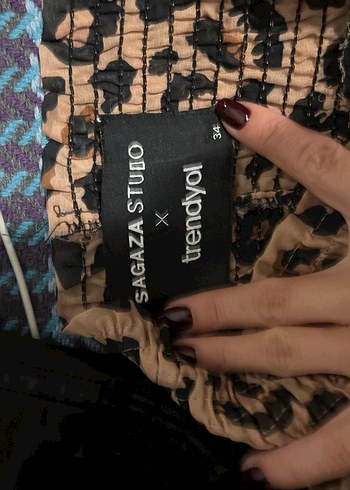 SAGAZA STUDIO
X
trendyol
34